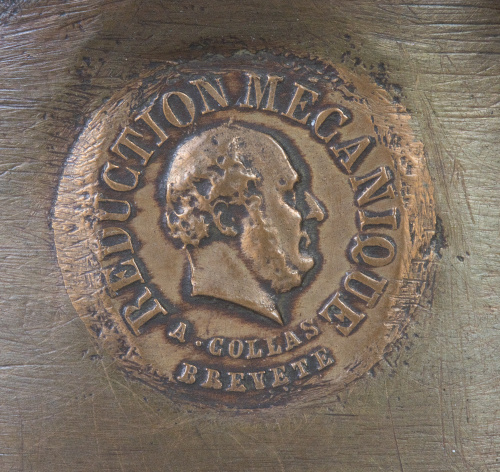 REDUCTION MECANIQUE
A. COLLAS
BREVETE